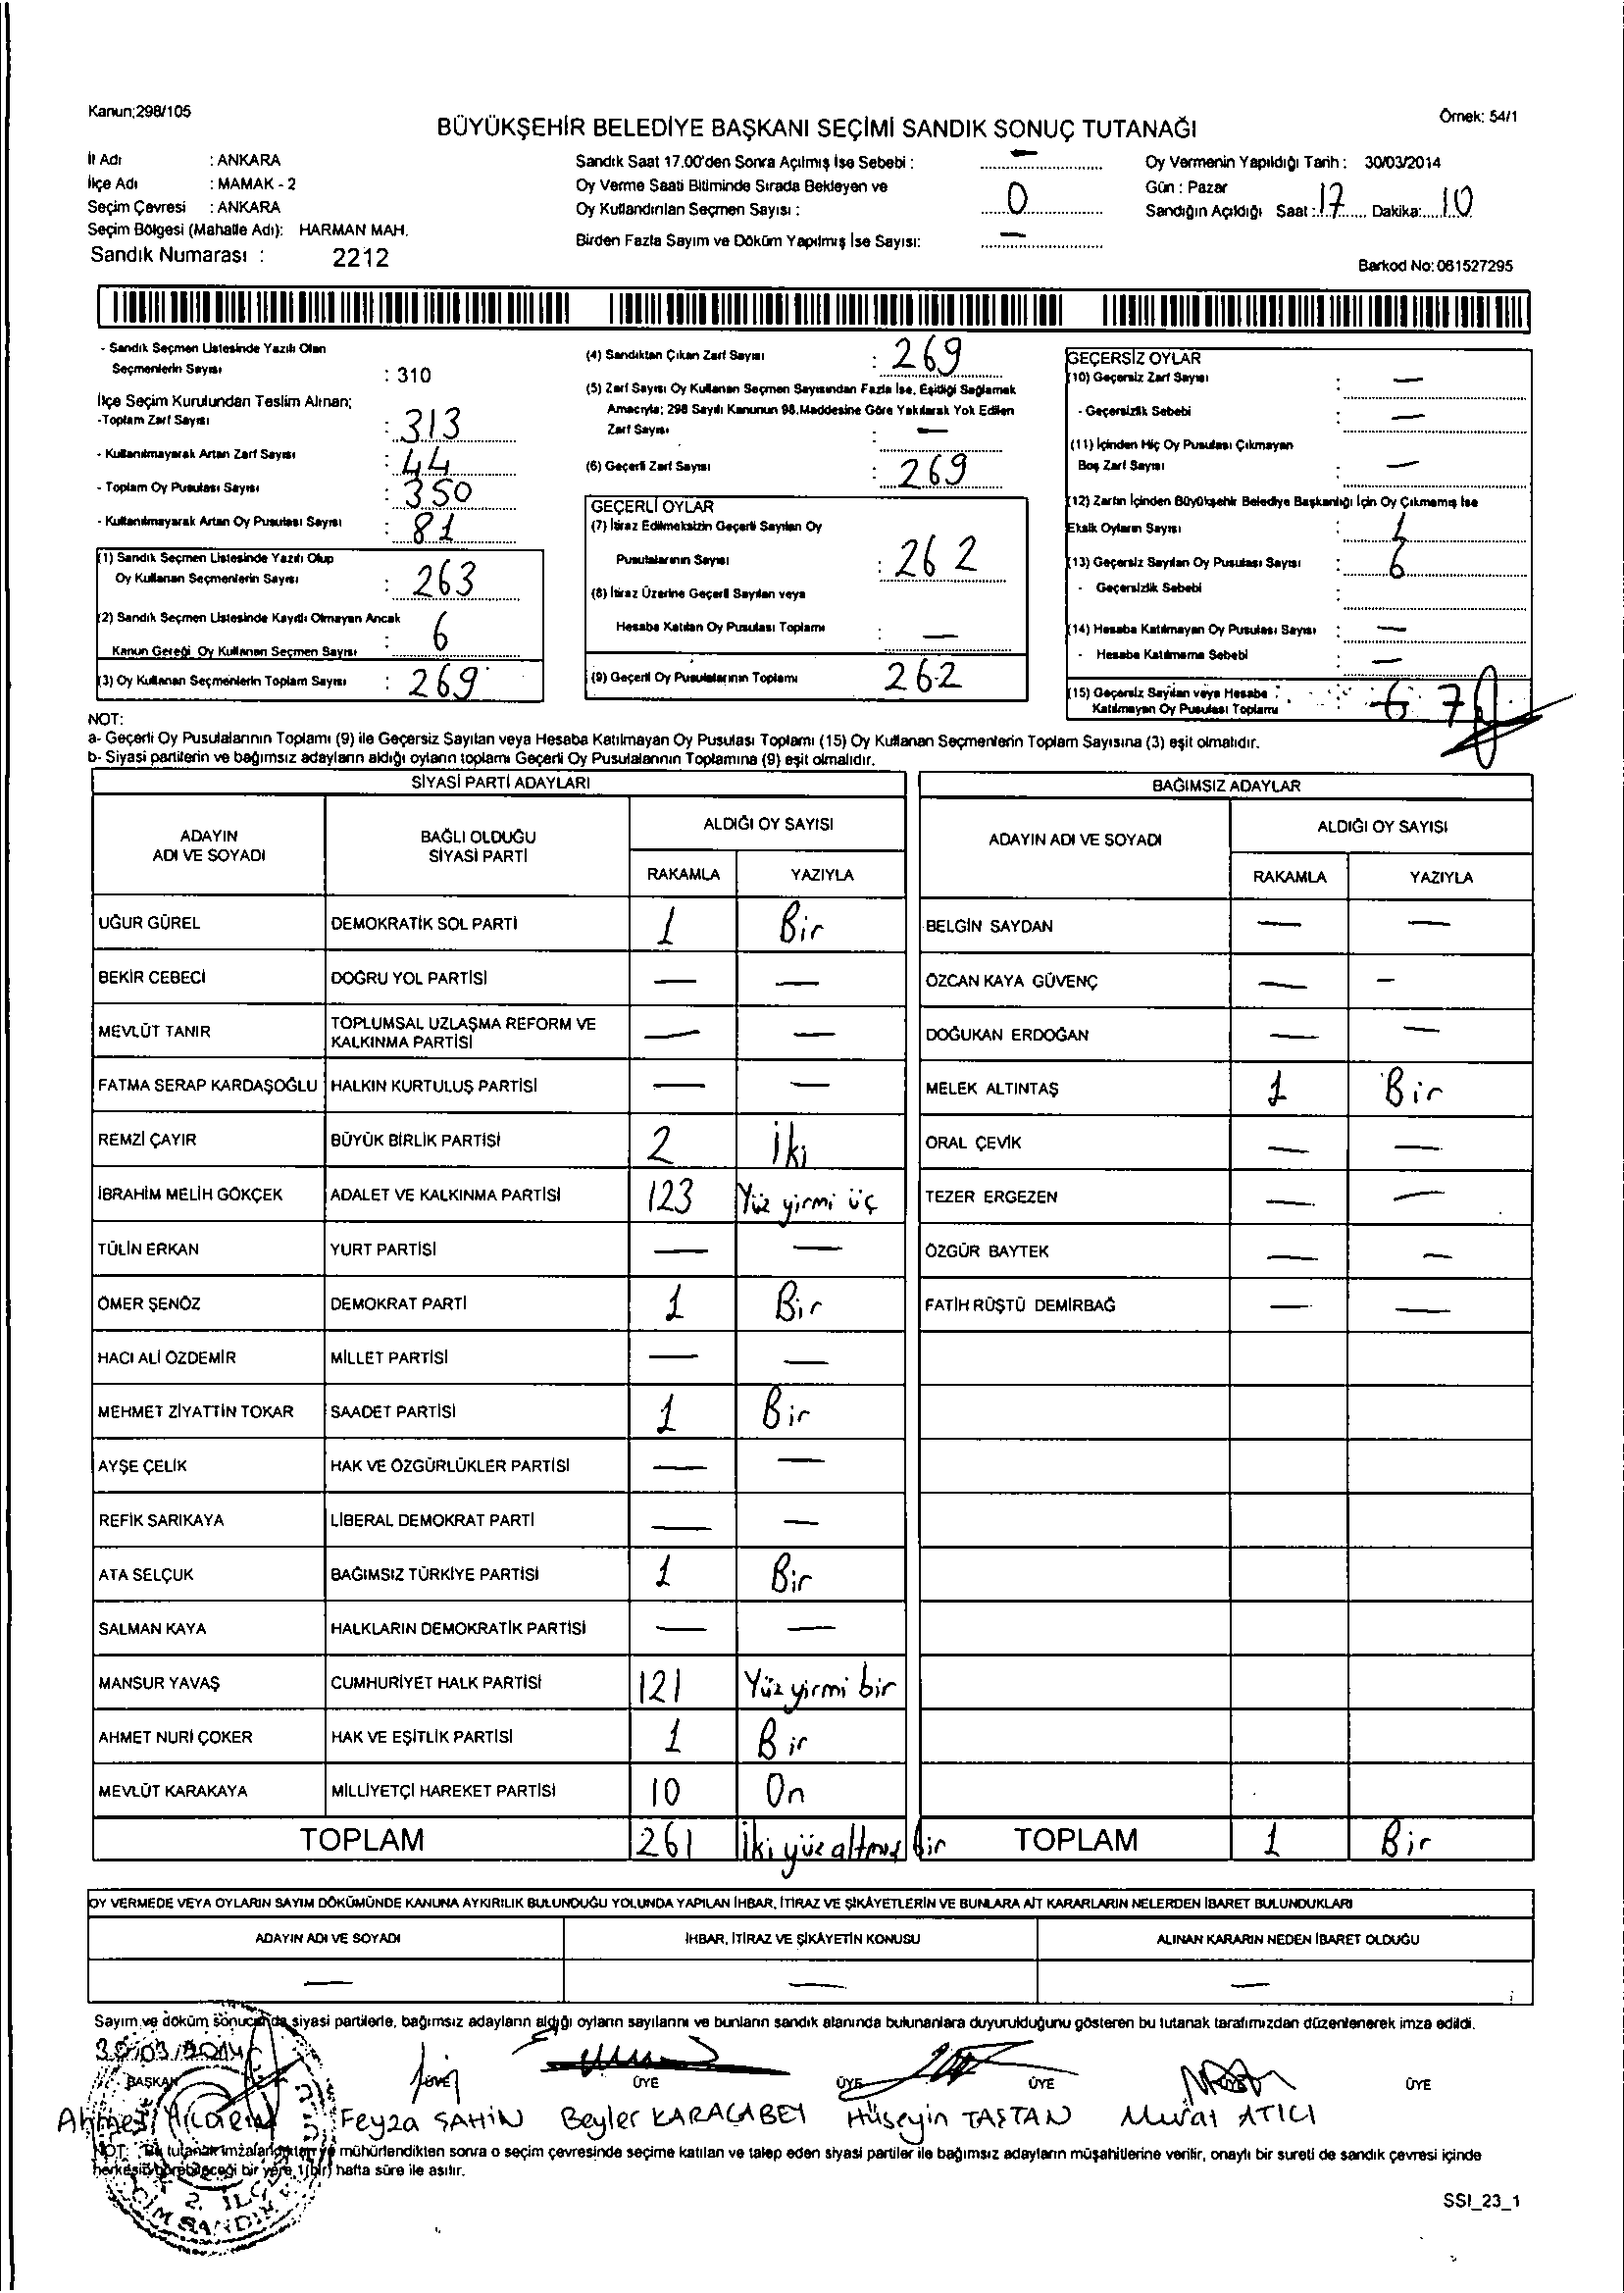 Kanun;298/105
Örnek: 54/1
BÜYÜKŞEHİR BELEDİYE BAŞKANI SEÇİMİ SANDIK SONUÇ TUTANAĞI
İl Adı : ANKARA
İlçe Adı : MAMAK - 2
Seçim Çevresi : ANKARA
Seçim Bölgesi (Mahalle Adı): HARMAN MAH.
Sandık Numarası : 2212
Sandık Saat 17.00'den Sonra Açılmış İse Sebebi : —
Oy Verme Saati Bitiminde Sırada Bekleyen ve
Oy Kullandırılan Seçmen Sayısı : 0
Birden Fazla Sayım ve Döküm Yapılmış İse Sayısı: —
Oy Vermenin Yapıldığı Tarih : 30/03/2014
Gün : Pazar
Sandığın Açıldığı Saat : 17 Dakika: 10
Barkod No: 061527295
- Sandık Seçmen Listesinde Yazılı Olan
Seçmenlerin Sayısı : 310
İlçe Seçim Kurulundan Teslim Alınan;
-Toplam Zarf Sayısı : 313
- Kullanılmayarak Artan Zarf Sayısı : 44
- Toplam Oy Pusulası Sayısı : 350
- Kullanılmayarak Artan Oy Pusulası Sayısı : 81
(1) Sandık Seçmen Listesinde Yazılı Olup
Oy Kullanan Seçmenlerin Sayısı : 263
(2) Sandık Seçmen Listesinde Kayıtlı Olmayan Ancak
Kanun Gereği Oy Kullanan Seçmen Sayısı : 6
(3) Oy Kullanan Seçmenlerin Toplam Sayısı : 269
(4) Sandıktan Çıkan Zarf Sayısı : 269
(5) Zarf Sayısı Oy Kullanan Seçmen Sayısından Fazla İse, Eşitliği Sağlamak
Amacıyla; 298 Sayılı Kanunun 98.Maddesine Göre Yakılarak Yok Edilen
Zarf Sayısı : —
(6) Geçerli Zarf Sayısı : 269
GEÇERLİ OYLAR
(7) İtiraz Edilmeksizin Geçerli Sayılan Oy
Pusulalarının Sayısı : 262
(8) İtiraz Üzerine Geçerli Sayılan veya
Hesaba Katılan Oy Pusulası Toplamı : —
(9) Geçerli Oy Pusulalarının Toplamı 262
GEÇERSİZ OYLAR
(10) Geçersiz Zarf Sayısı : —
- Geçersizlik Sebebi : —
(11) İçinden Hiç Oy Pusulası Çıkmayan
Boş Zarf Sayısı : —
(12) Zarfın İçinden Büyükşehir Belediye Başkanlığı İçin Oy Çıkmamış İse
Eksik Oyların Sayısı : 1
(13) Geçersiz Sayılan Oy Pusulası Sayısı : 6
- Geçersizlik Sebebi :
(14) Hesaba Katılmayan Oy Pusulası Sayısı : —
- Hesaba Katılmama Sebebi : —
(15) Geçersiz Sayılan veya Hesaba
Katılmayan Oy Pusulası Toplamı : 6 7
NOT:
a- Geçerli Oy Pusulalarının Toplamı (9) ile Geçersiz Sayılan veya Hesaba Katılmayan Oy Pusulası Toplamı (15) Oy Kullanan Seçmenlerin Toplam Sayısına (3) eşit olmalıdır.
b- Siyasi partilerin ve bağımsız adayların aldığı oyların toplamı Geçerli Oy Pusulalarının Toplamına (9) eşit olmalıdır.
SİYASİ PARTİ ADAYLARI
ADAYIN ADI VE SOYADI
BAĞLI OLDUĞU SİYASİ PARTİ
ALDIĞI OY SAYISI
RAKAMLA YAZIYLA
UĞUR GÜREL DEMOKRATİK SOL PARTİ 1 Bir
BEKİR CEBECİ DOĞRU YOL PARTİSİ — —
MEVLÜT TANIR TOPLUMSAL UZLAŞMA REFORM VE KALKINMA PARTİSİ — —
FATMA SERAP KARDAŞOĞLU HALKIN KURTULUŞ PARTİSİ — —
REMZİ ÇAYIR BÜYÜK BİRLİK PARTİSİ 2 İki
İBRAHİM MELİH GÖKÇEK ADALET VE KALKINMA PARTİSİ 123 Yüz yirmi üç
TÜLİN ERKAN YURT PARTİSİ — —
ÖMER ŞENÖZ DEMOKRAT PARTİ 1 Bir
HACI ALİ ÖZDEMİR MİLLET PARTİSİ — —
MEHMET ZİYATTİN TOKAR SAADET PARTİSİ 1 Bir
AYŞE ÇELİK HAK VE ÖZGÜRLÜKLER PARTİSİ — —
REFİK SARIKAYA LİBERAL DEMOKRAT PARTİ — —
ATA SELÇUK BAĞIMSIZ TÜRKİYE PARTİSİ 1 Bir
SALMAN KAYA HALKLARIN DEMOKRATİK PARTİSİ — —
MANSUR YAVAŞ CUMHURİYET HALK PARTİSİ 121 Yüz yirmi bir
AHMET NURİ ÇOKER HAK VE EŞİTLİK PARTİSİ 1 Bir
MEVLÜT KARAKAYA MİLLİYETÇİ HAREKET PARTİSİ 10 On
TOPLAM 261 İki yüz altmış bir
BAĞIMSIZ ADAYLAR
ADAYIN ADI VE SOYADI
ALDIĞI OY SAYISI
RAKAMLA YAZIYLA
BELGİN SAYDAN — —
ÖZCAN KAYA GÜVENÇ — —
DOĞUKAN ERDOĞAN — —
MELEK ALTINTAŞ 1 Bir
ORAL ÇEVİK — —
TEZER ERGEZEN — —
ÖZGÜR BAYTEK — —
FATİH RÜŞTÜ DEMİRBAĞ — —
TOPLAM 1 Bir
OY VERMEDE VEYA OYLARIN SAYIM DÖKÜMÜNDE KANUNA AYKIRILIK BULUNDUĞU YOLUNDA YAPILAN İHBAR, İTİRAZ VE ŞİKÂYETLERİN VE BUNLARA AİT KARARLARIN NELERDEN İBARET BULUNDUKLARI
ADAYIN ADI VE SOYADI İHBAR, İTİRAZ VE ŞİKÂYETİN KONUSU ALINAN KARARIN NEDEN İBARET OLDUĞU
— — —
Sayım ve döküm sonucunda siyasi partilerle, bağımsız adayların aldığı oyların sayılarını ve bunların sandık alanında bulunanlara duyurulduğunu gösteren bu tutanak tarafımızdan düzenlenerek imza edildi.
30/03/2014
BAŞKAN ÜYE ÜYE ÜYE ÜYE ÜYE ÜYE
Ahmet Feyza ŞAHİN Beyler KARACABEY Hüseyin TAŞTAN Murat ATICI
NOT: Bu tutanak imzalandıktan ve mühürlendikten sonra o seçim çevresinde seçime katılan ve talep eden siyasi partiler ile bağımsız adayların müşahitlerine verilir, onaylı bir sureti de sandık çevresi içinde
herkesin görebileceği bir yere 1 (bir) hafta süre ile asılır.
2. İLÇE
SSI_23_1